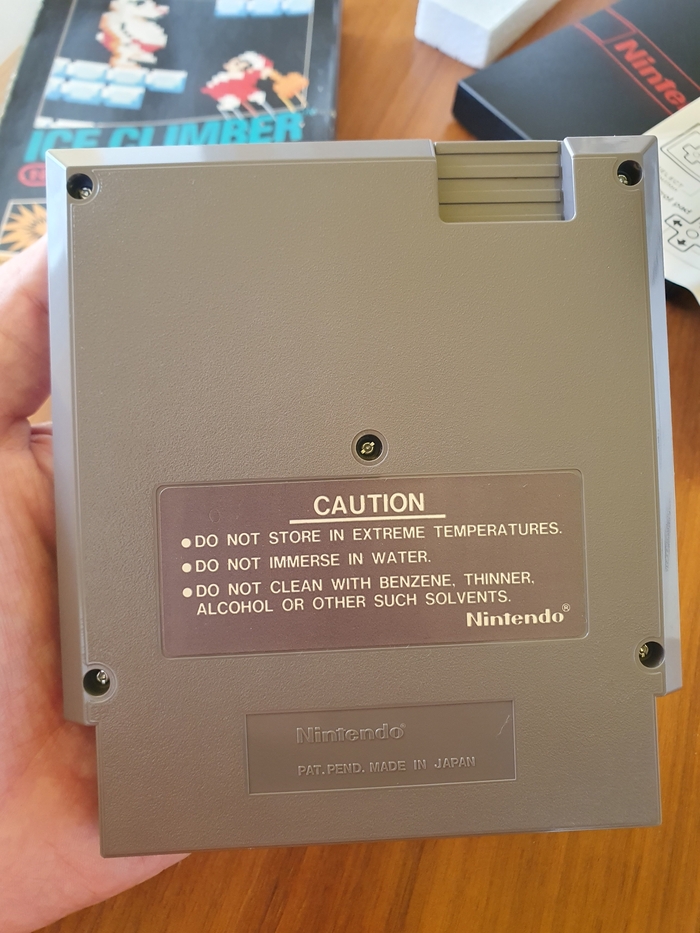 ICE CLIMBER
Ninte
CAUTION
●DO NOT STORE IN EXTREME TEMPERATURES.
●DO NOT IMMERSE IN WATER.
●DO NOT CLEAN WITH BENZENE, THINNER,
ALCOHOL OR OTHER SUCH SOLVENTS.
Nintendo®
Nintendo®
PAT. PEND. MADE IN JAPAN